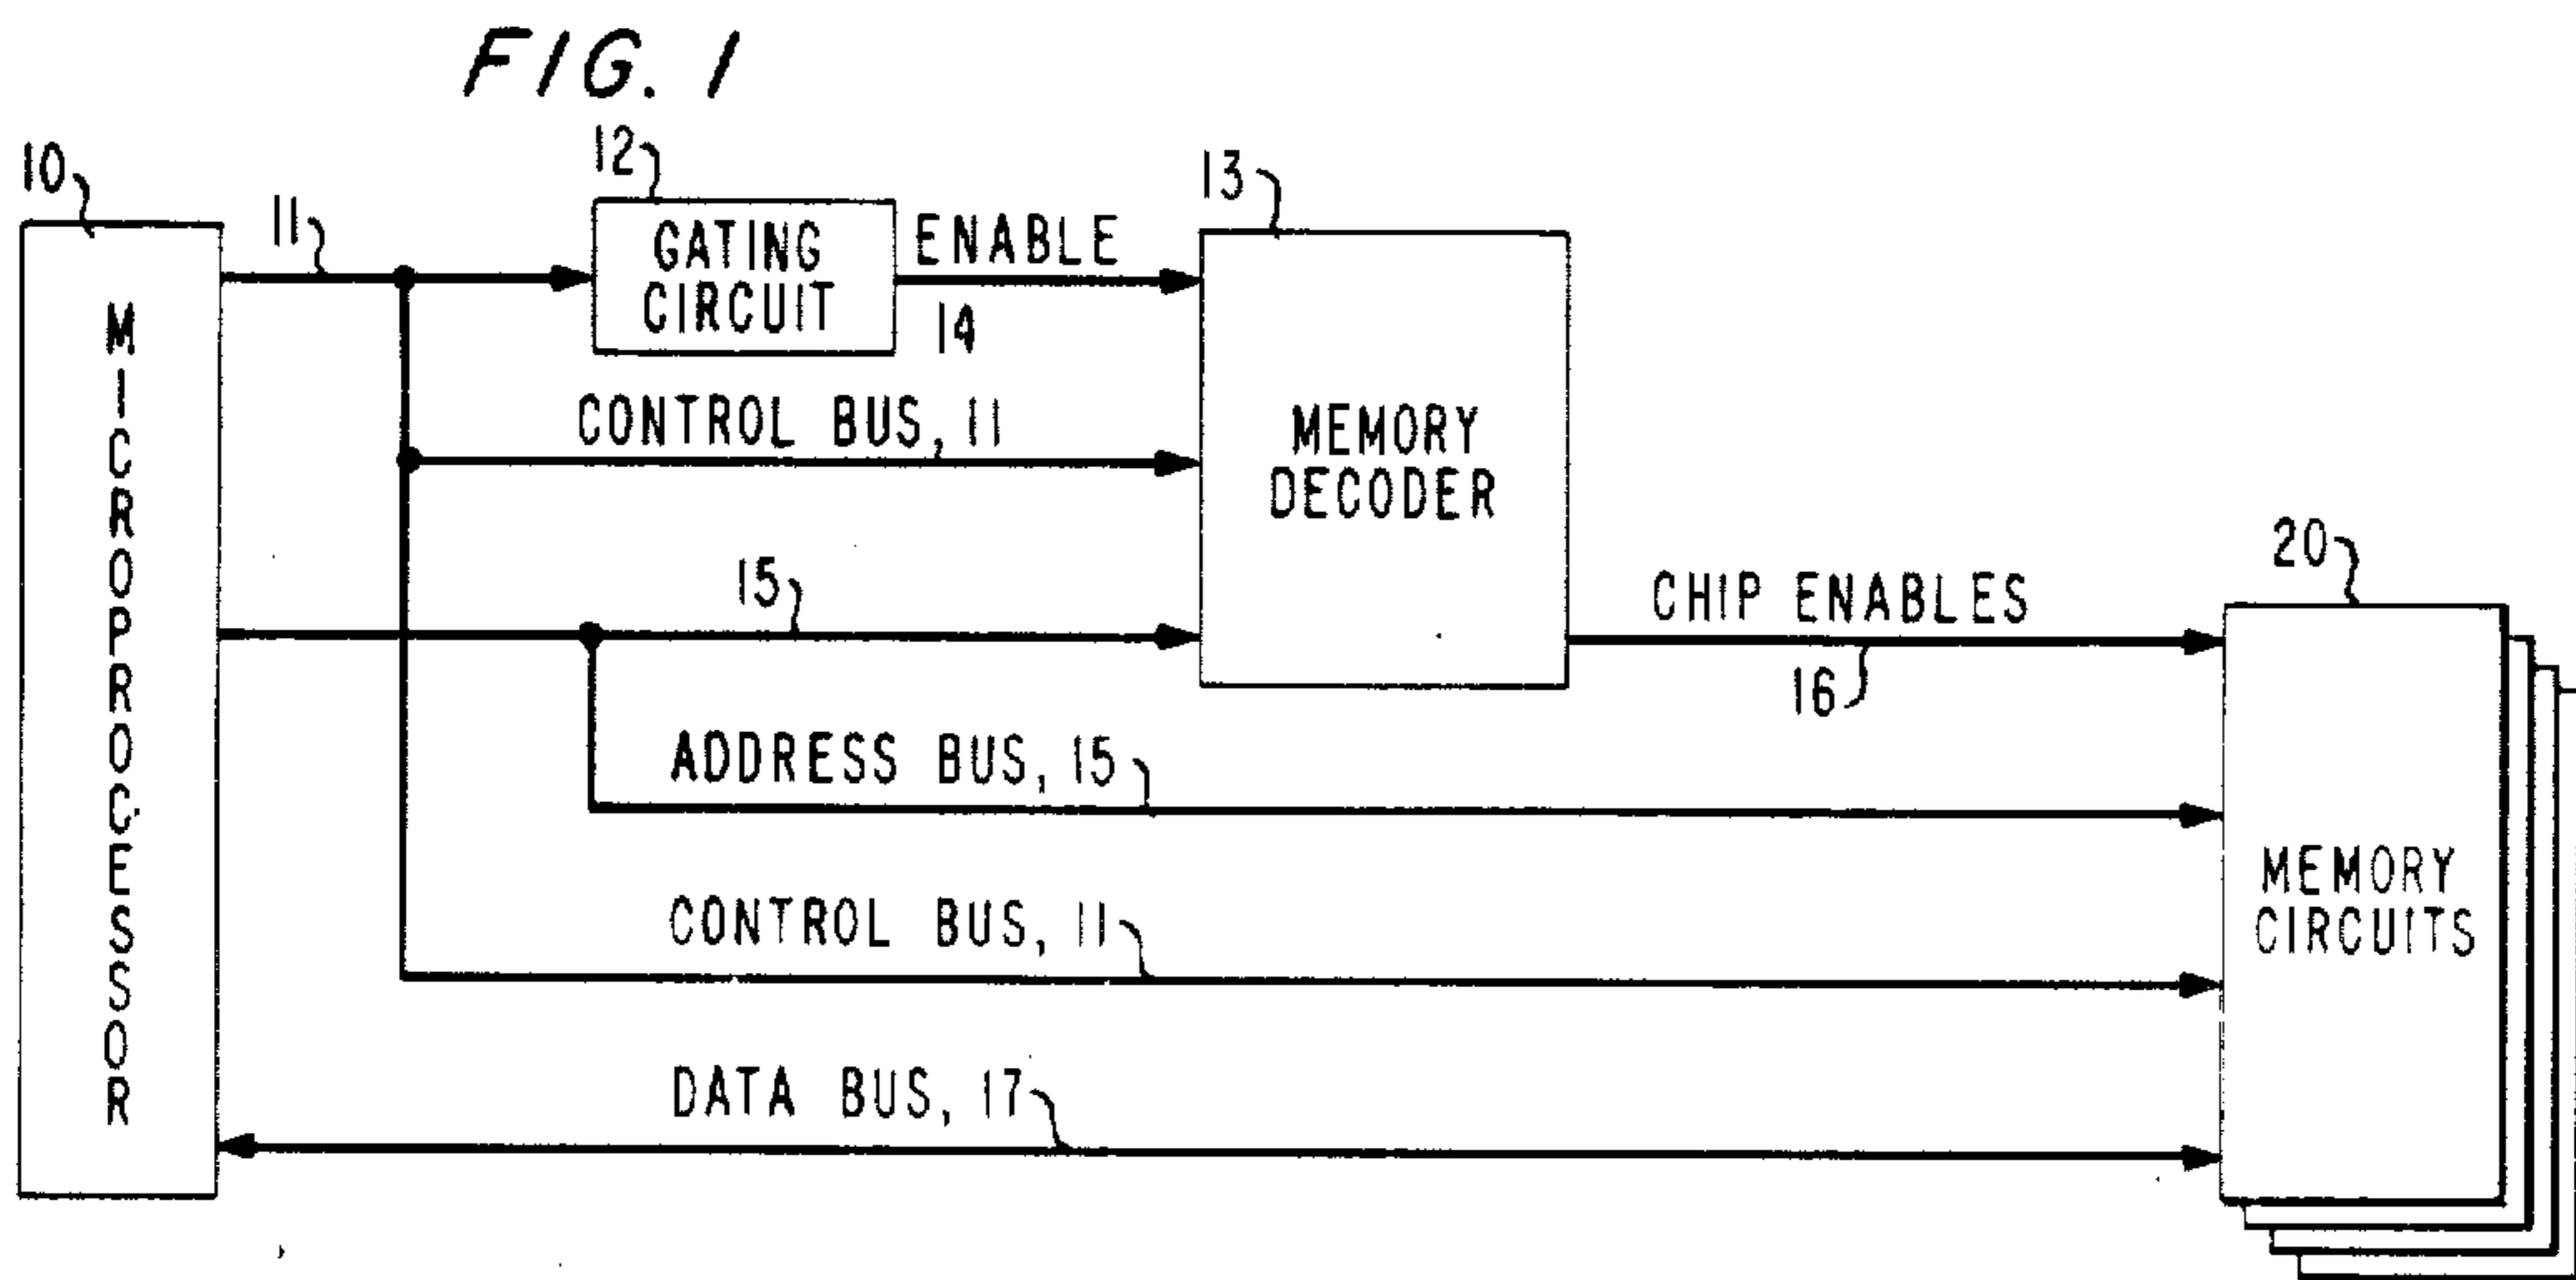 FIG. 1
10
11
12
GATING
CIRCUIT
ENABLE
14
13
MEMORY
DECODER
MICROPROCESSOR
CONTROL BUS, 11
15
CHIP ENABLES
16
20
ADDRESS BUS, 15
CONTROL BUS, 11
DATA BUS, 17
MEMORY
CIRCUITS